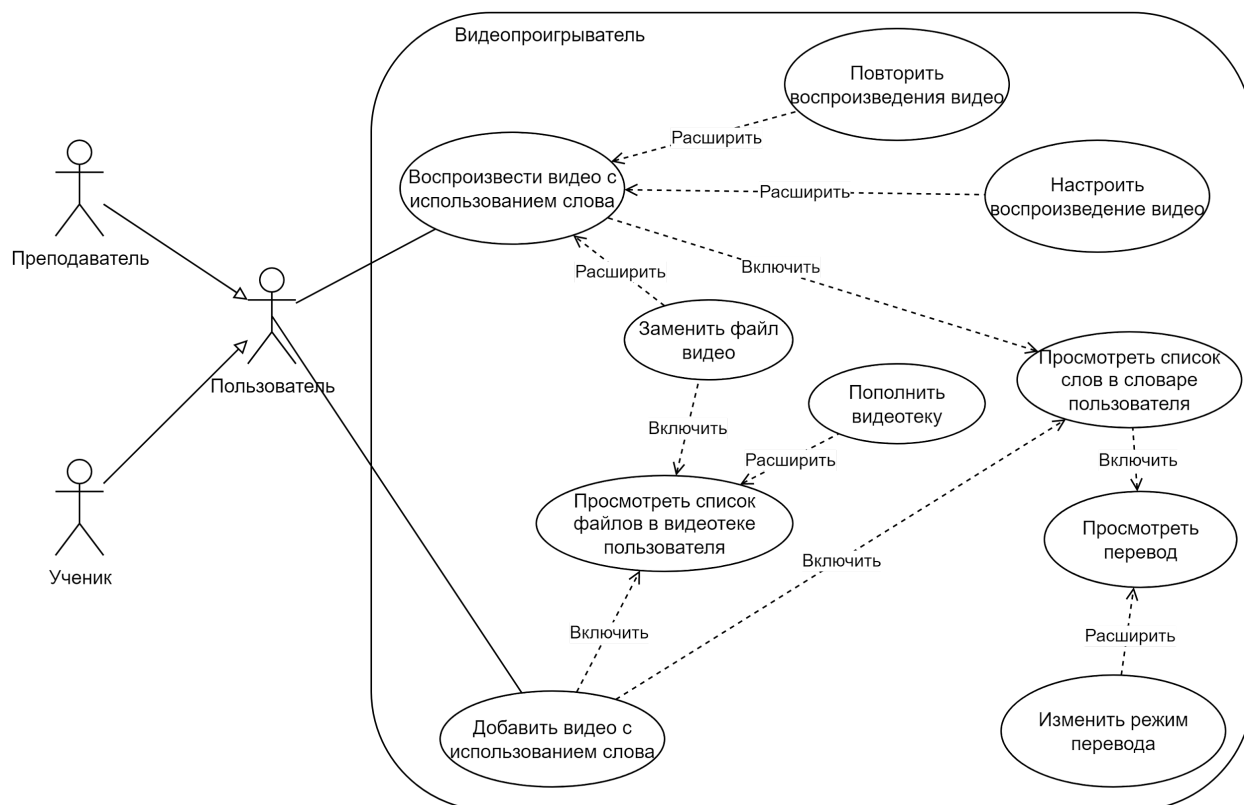 Видеопроигрыватель
Повторить
воспроизведения видео
Расширить
Воспроизвести видео с
использованием слова
Расширить
Настроить
воспроизведение видео
Преподаватель
Расширить
Включить
Заменить файл
видео
Просмотреть список
слов в словаре
пользователя
Пользователь
Пополнить
видеотеку
Включить
Расширить
Включить
Просмотреть список
файлов в видеотеке
пользователя
Просмотреть
перевод
Включить
Ученик
Включить
Расширить
Добавить видео с
использованием слова
Изменить режим
перевода